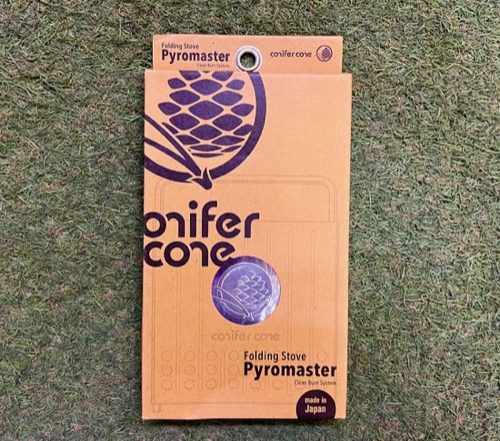 Folding Stove
Pyromaster
Clean Burn System
conifer cone
onifer
cone
conifer cone
Folding Stove
Pyromaster
Clean Burn System
made in
Japan